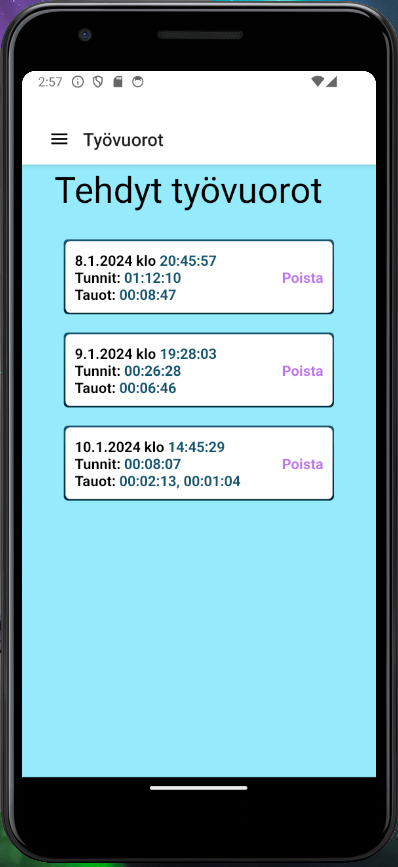 2:57
Työvuorot
Tehdyt työvuorot
8.1.2024 klo 20:45:57
Tunnit: 01:12:10
Poista
Tauot: 00:08:47
9.1.2024 klo 19:28:03
Tunnit: 00:26:28
Poista
Tauot: 00:06:46
10.1.2024 klo 14:45:29
Tunnit: 00:08:07
Poista
Tauot: 00:02:13, 00:01:04